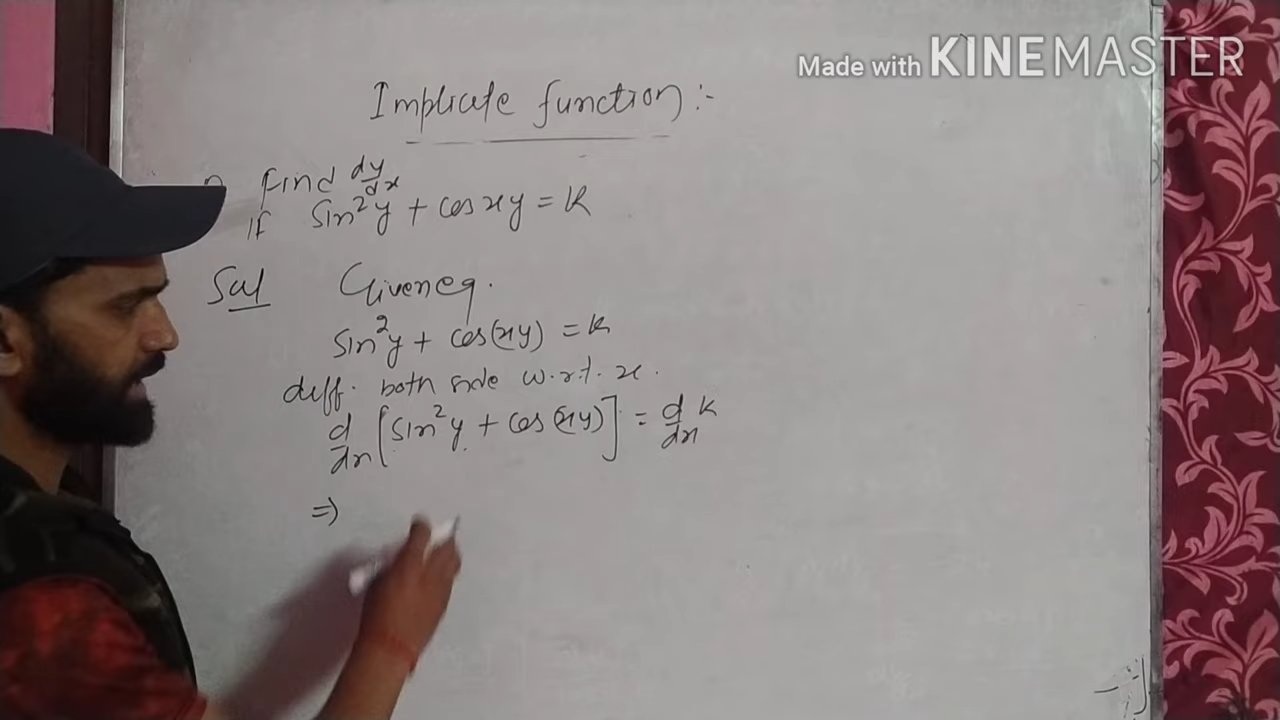 Made with KINEMASTER
Implicite function :-
Find dy/dx
If sin²y + cos xy = k
Sol Given eq.
sin²y + cos(xy) = k
diff. both side w.r.t. x.
d/dx [sin²y + cos(xy)] = d/dx k
⇒